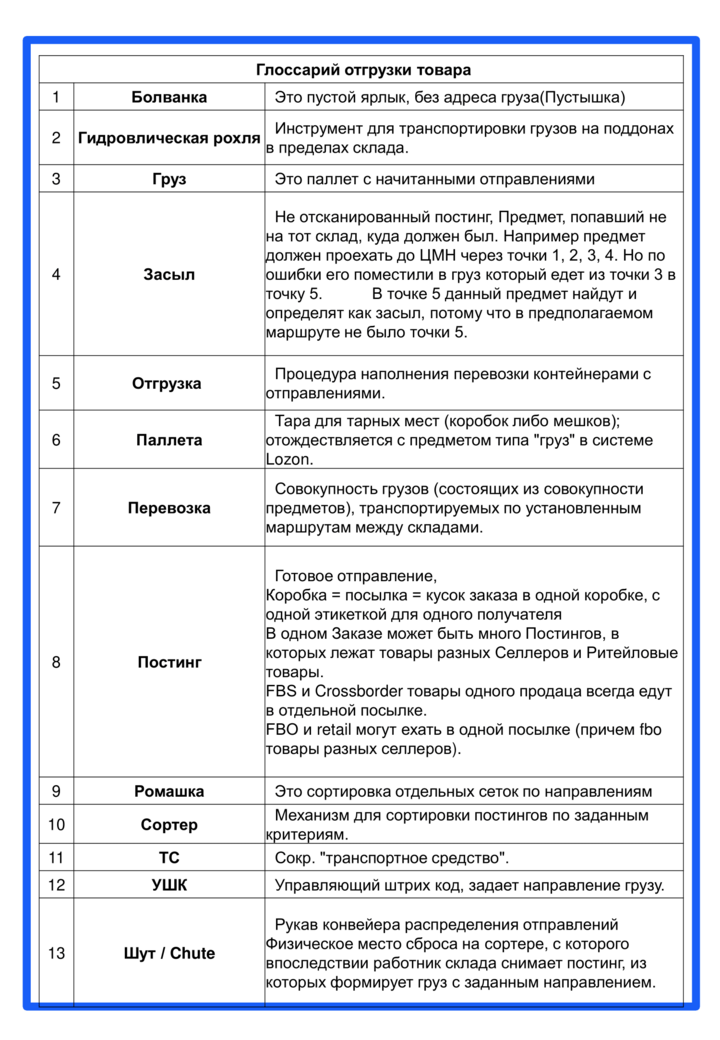 Глоссарий отгрузки товара
1 Болванка Это пустой ярлык, без адреса груза(Пустышка)
2 Гидровлическая рохля Инструмент для транспортировки грузов на поддонах
в пределах склада.
3 Груз Это паллет с начитанными отправлениями
Не отсканированный постинг, Предмет, попавший не
на тот склад, куда должен был. Например предмет
должен проехать до ЦМН через точки 1, 2, 3, 4. Но по
4 Засыл ошибки его поместили в груз который едет из точки 3 в
точку 5. В точке 5 данный предмет найдут и
определят как засыл, потому что в предполагаемом
маршруте не было точки 5.
5 Отгрузка Процедура наполнения перевозки контейнерами с
отправлениями.
Тара для тарных мест (коробок либо мешков);
6 Паллета отождествляется с предметом типа "груз" в системе
Lozon.
Совокупность грузов (состоящих из совокупности
7 Перевозка предметов), транспортируемых по установленным
маршрутам между складами.
Готовое отправление,
Коробка = посылка = кусок заказа в одной коробке, с
одной этикеткой для одного получателя
В одном Заказе может быть много Постингов, в
8 Постинг которых лежат товары разных Селлеров и Ритейловые
товары.
FBS и Crossborder товары одного продаца всегда едут
в отдельной посылке.
FBO и retail могут ехать в одной посылке (причем fbo
товары разных селлеров).
9 Ромашка Это сортировка отдельных сеток по направлениям
10 Сортер Механизм для сортировки постингов по заданным
критериям.
11 ТС Сокр. "транспортное средство".
12 УШК Управляющий штрих код, задает направление грузу.
Рукав конвейера распределения отправлений
13 Шут / Chute Физическое место сброса на сортере, с которого
впоследствии работник склада снимает постинг, из
которых формирует груз с заданным направлением.